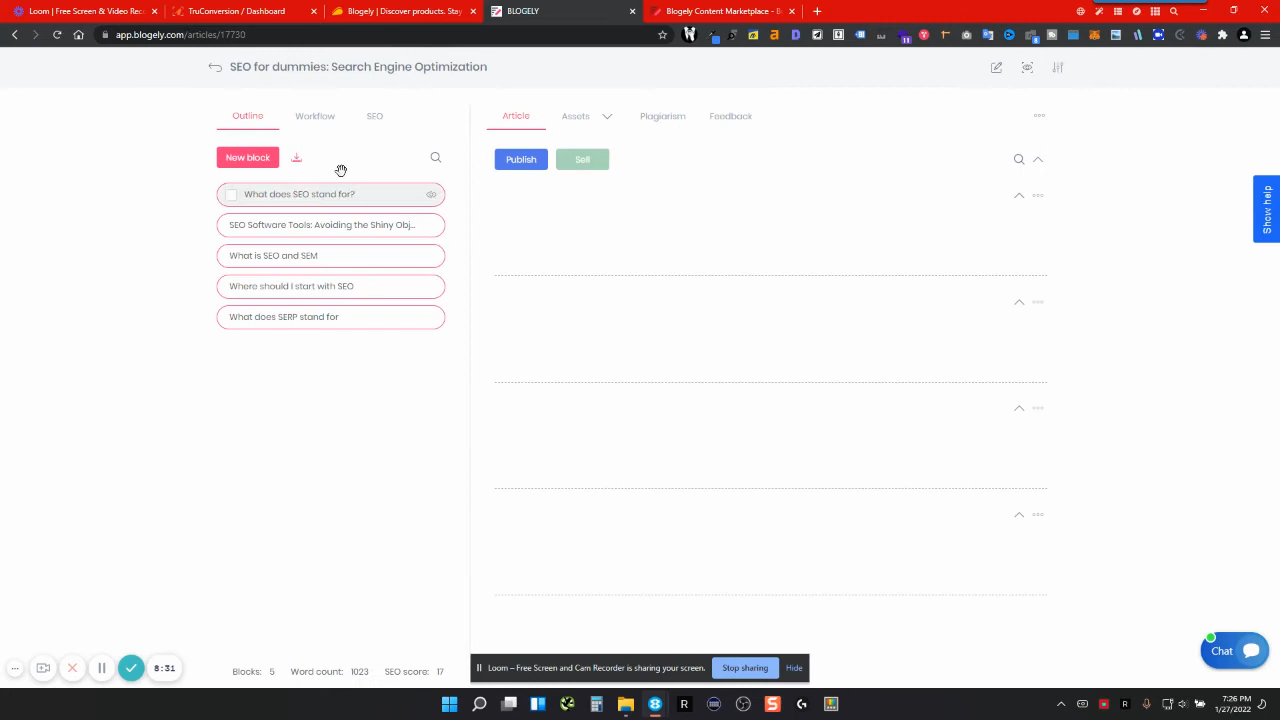 Loom | Free Screen & Video Rec
TruConversion / Dashboard
Blogely | Discover products. Stay
BLOGELY
Blogely Content Marketplace - B
app.blogely.com/articles/17730
SEO for dummies: Search Engine Optimization
Outline
Workflow
SEO
Article
Assets
Plagiarism
Feedback
New block
Publish
Sell
What does SEO stand for?
SEO Software Tools: Avoiding the Shiny Obj...
What is SEO and SEM
Where should I start with SEO
What does SERP stand for
Show help
Chat
8:31
Blocks: 5 Word count: 1023 SEO score: 17
Loom – Free Screen and Cam Recorder is sharing your screen.
Stop sharing
Hide
7:26 PM
1/27/2022